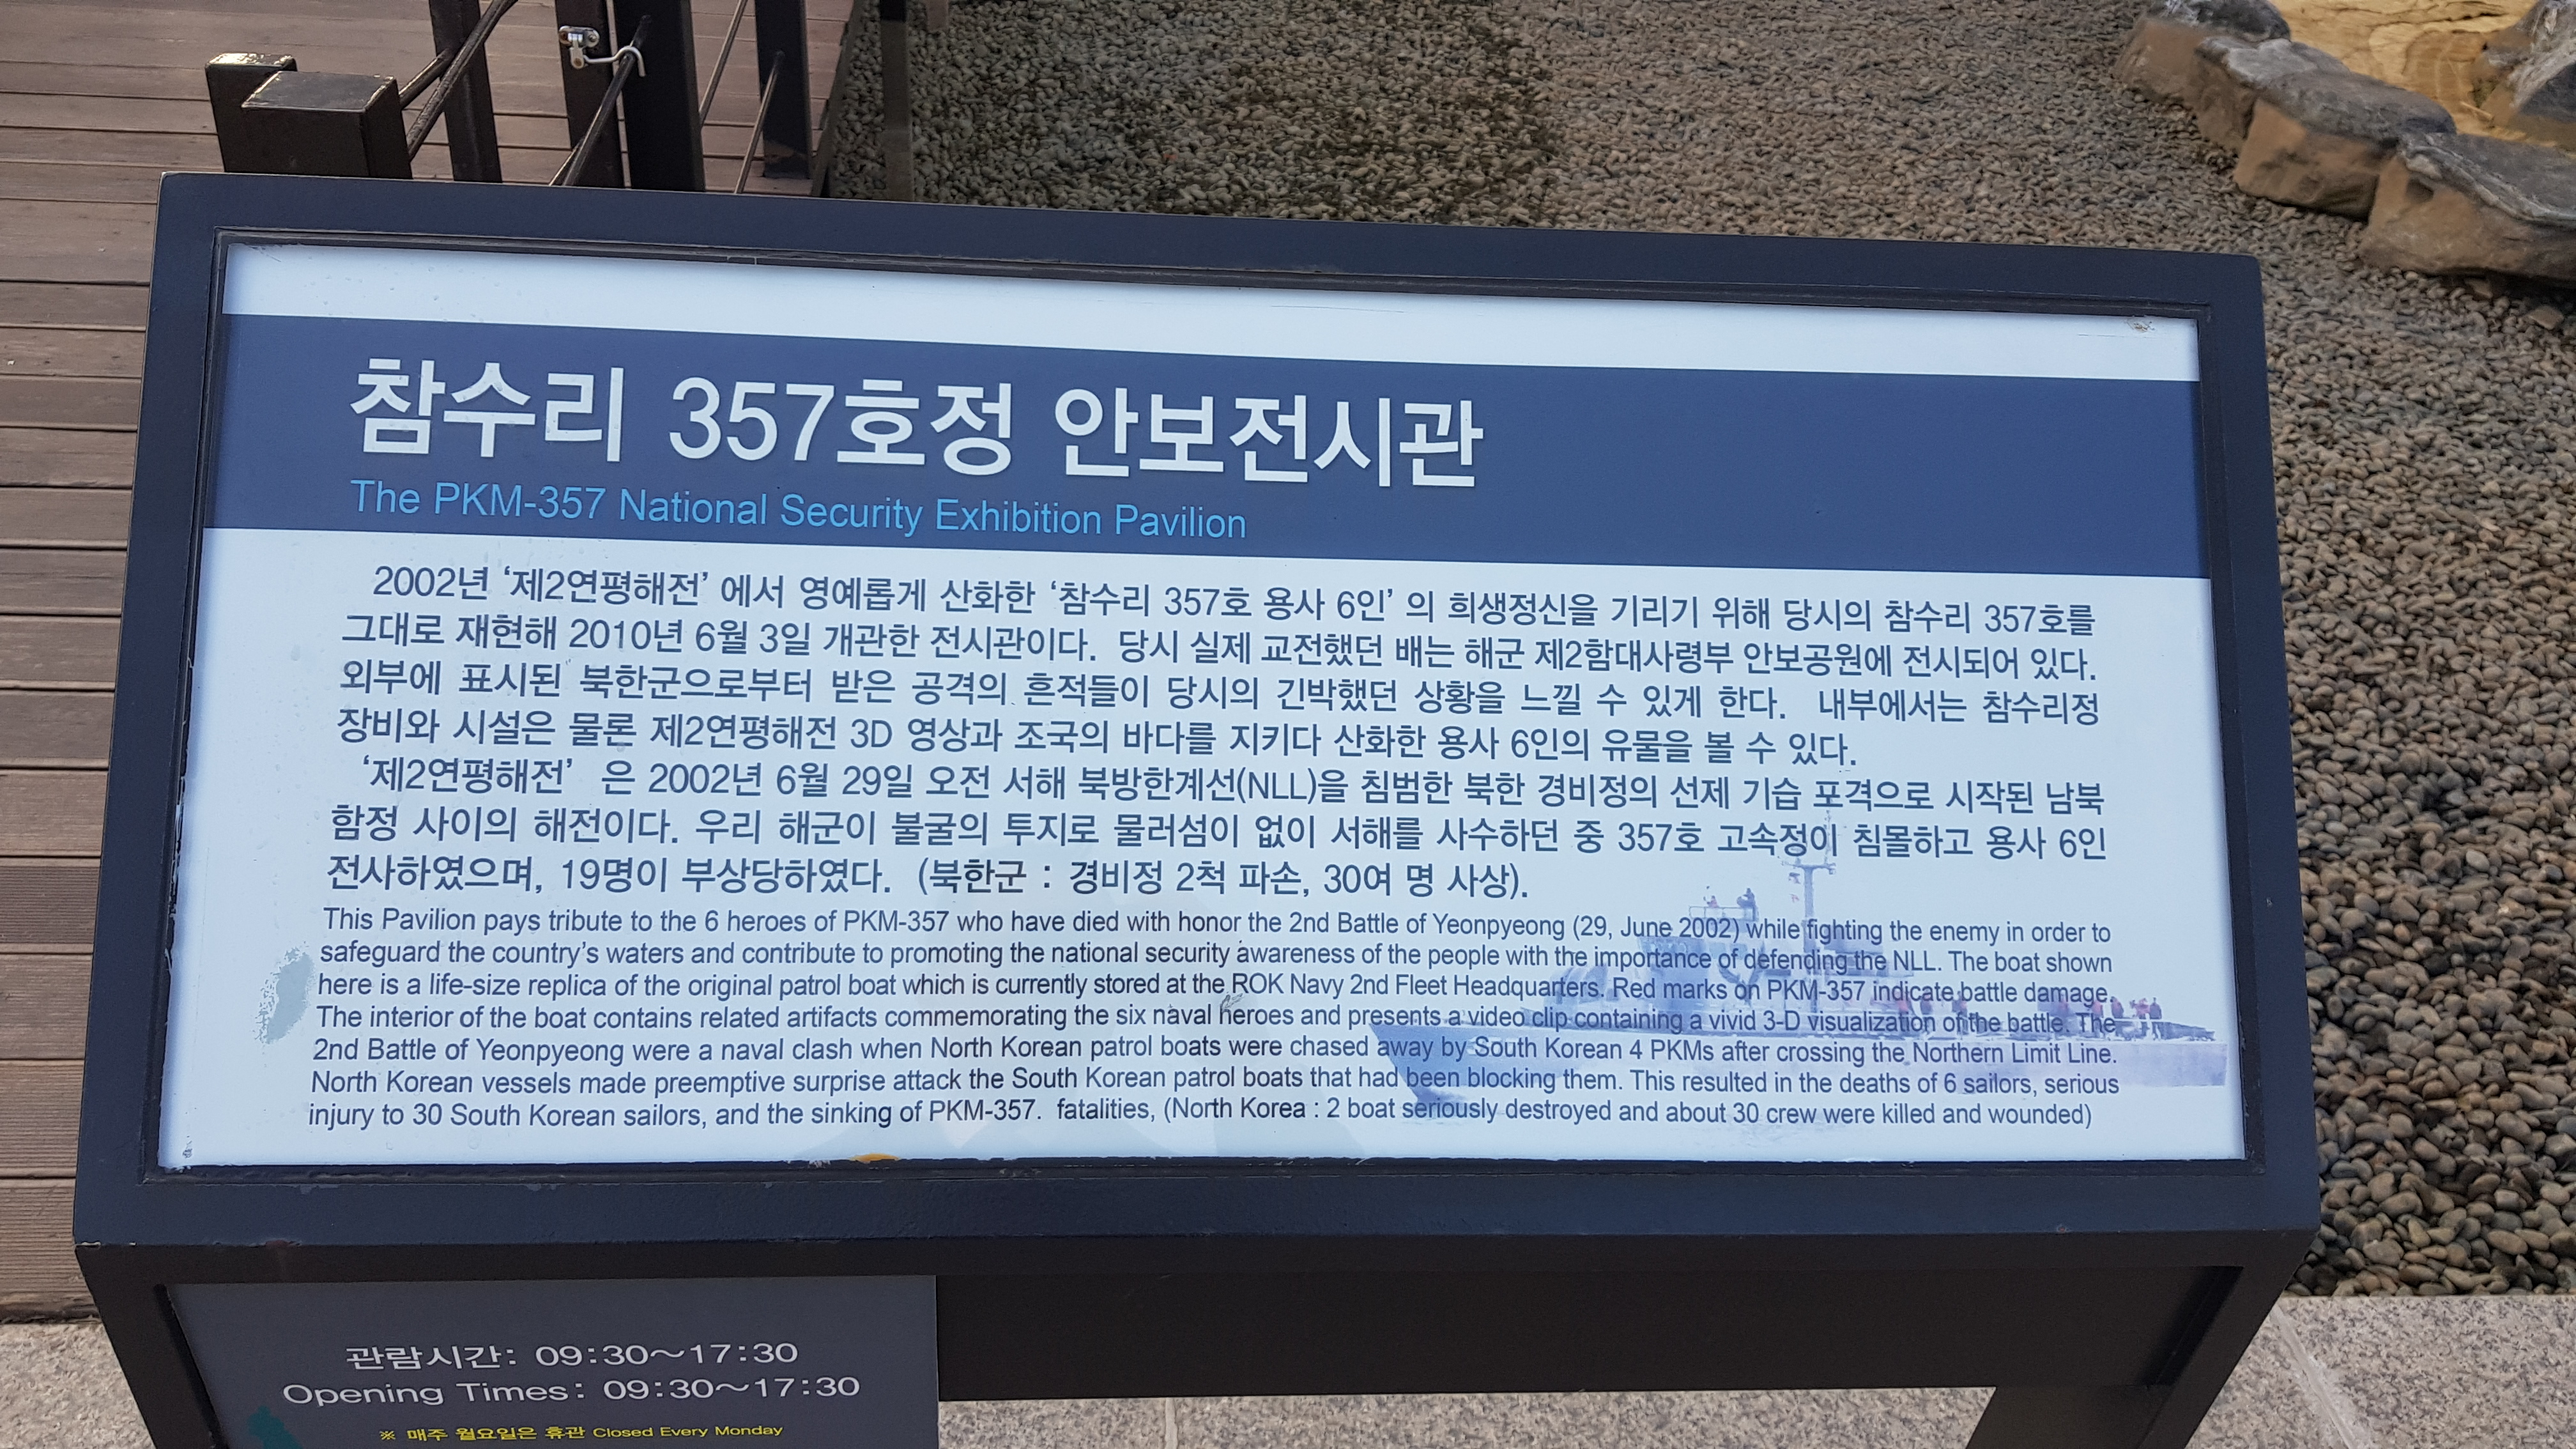 참수리 357호정 안보전시관
The PKM-357 National Security Exhibition Pavilion
2002년 ‘제2연평해전’ 에서 영예롭게 산화한 ‘참수리 357호 용사 6인’ 의 희생정신을 기리기 위해 당시의 참수리 357호를
그대로 재현해 2010년 6월 3일 개관한 전시관이다. 당시 실제 교전했던 배는 해군 제2함대사령부 안보공원에 전시되어 있다.
외부에 표시된 북한군으로부터 받은 공격의 흔적들이 당시의 긴박했던 상황을 느낄 수 있게 한다. 내부에서는 참수리정
장비와 시설은 물론 제2연평해전 3D 영상과 조국의 바다를 지키다 산화한 용사 6인의 유물을 볼 수 있다.
‘제2연평해전’ 은 2002년 6월 29일 오전 서해 북방한계선(NLL)을 침범한 북한 경비정의 선제 기습 포격으로 시작된 남북
함정 사이의 해전이다. 우리 해군이 불굴의 투지로 물러섬이 없이 서해를 사수하던 중 357호 고속정이 침몰하고 용사 6인
전사하였으며, 19명이 부상당하였다. (북한군 : 경비정 2척 파손, 30여 명 사상).
This Pavilion pays tribute to the 6 heroes of PKM-357 who have died with honor the 2nd Battle of Yeonpyeong (29, June 2002) while fighting the enemy in order to
safeguard the country's waters and contribute to promoting the national security awareness of the people with the importance of defending the NLL. The boat shown
here is a life-size replica of the original patrol boat which is currently stored at the ROK Navy 2nd Fleet Headquarters. Red marks on PKM-357 indicate battle damage.
The interior of the boat contains related artifacts commemorating the six naval heroes and presents a video clip containing a vivid 3-D visualization of the battle. The
2nd Battle of Yeonpyeong were a naval clash when North Korean patrol boats were chased away by South Korean 4 PKMs after crossing the Northern Limit Line.
North Korean vessels made preemptive surprise attack the South Korean patrol boats that had been blocking them. This resulted in the deaths of 6 sailors, serious
injury to 30 South Korean sailors, and the sinking of PKM-357. fatalities, (North Korea : 2 boat seriously destroyed and about 30 crew were killed and wounded)
관람시간: 09:30~17:30
Opening Times: 09:30~17:30
※ 매주 월요일은 휴관 Closed Every Monday